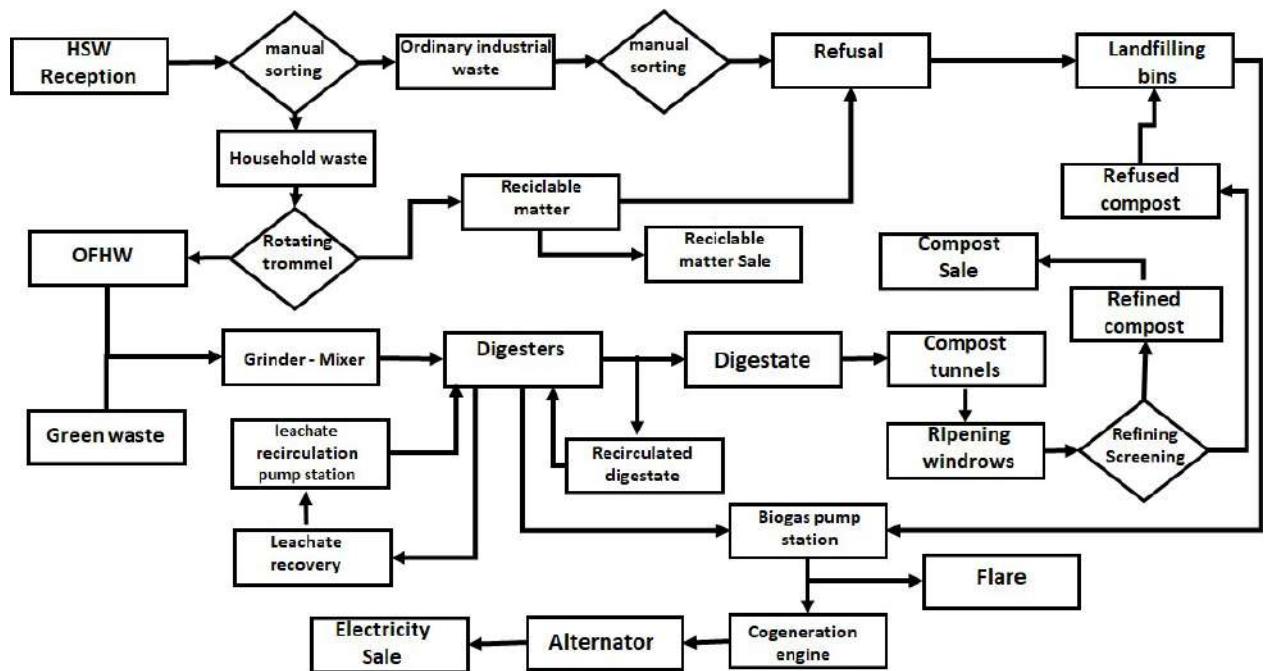 HSW
Reception
manual
sorting
Ordinary industrial
waste
manual
sorting
Refusal
Landfilling
bins
Household waste
Reciclable
matter
Refused
compost
OFHW
Rotating
trommel
Reciclable
matter Sale
Compost
Sale
Refined
compost
Grinder - Mixer
Digesters
Digestate
Compost
tunnels
Green waste
leachate
recirculation
pump station
Recirculated
digestate
RIpening
windrows
Refining
Screening
Leachate
recovery
Biogas pump
station
Flare
Electricity
Sale
Alternator
Cogeneration
engine